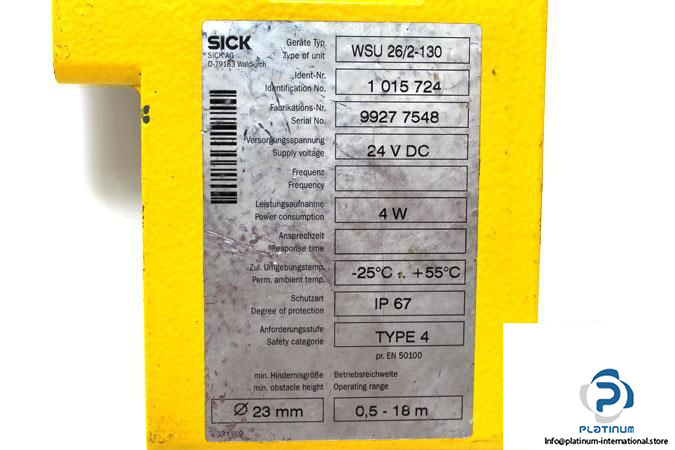 SICK
SICK AG
D-79183 Waldkirch
Geräte Typ.
Type of unit
WSU 26/2-130
Ident-Nr.
Identification No.
1 015 724
Fabrikations-Nr.
Serial No.
9927 7548
Versorgungsspannung
Supply voltage
24 V DC
Frequenz
Frequency
Leistungsaufnahme
Power consumption
4 W
Ansprechzeit
Response time
Zul. Umgebungstemp.
Perm. ambient temp.
-25°C .. +55°C
Schutzart
Degree of protection
IP 67
Anforderungsstufe
Safety categorie
TYPE 4
pr. EN 50100
min. Hindernisgröße
min. obstacle height
Ø 23 mm
Betriebsreichweite
Operating range
0,5 - 18 m
PLATINUM
Info@platinum-international.store